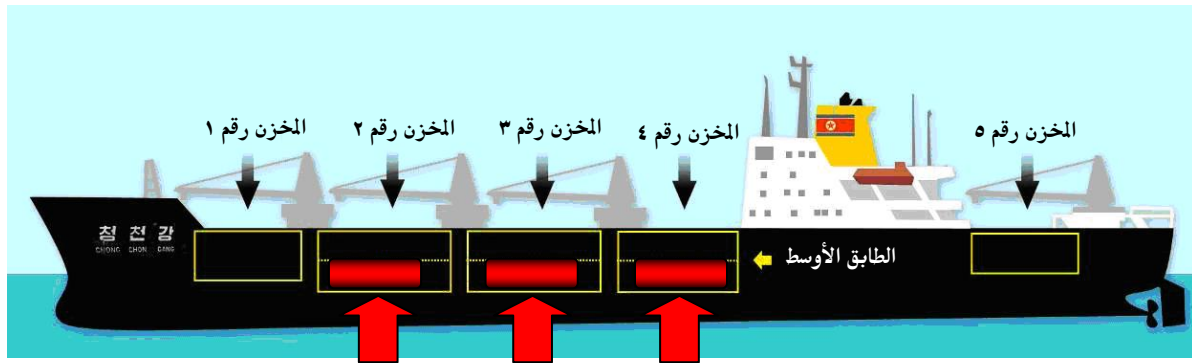 المخزن رقم ١
المخزن رقم ٢
المخزن رقم ٣
المخزن رقم ٤
المخزن رقم ٥
청 천 강
CHONG CHON GANG
الطابق الأوسط